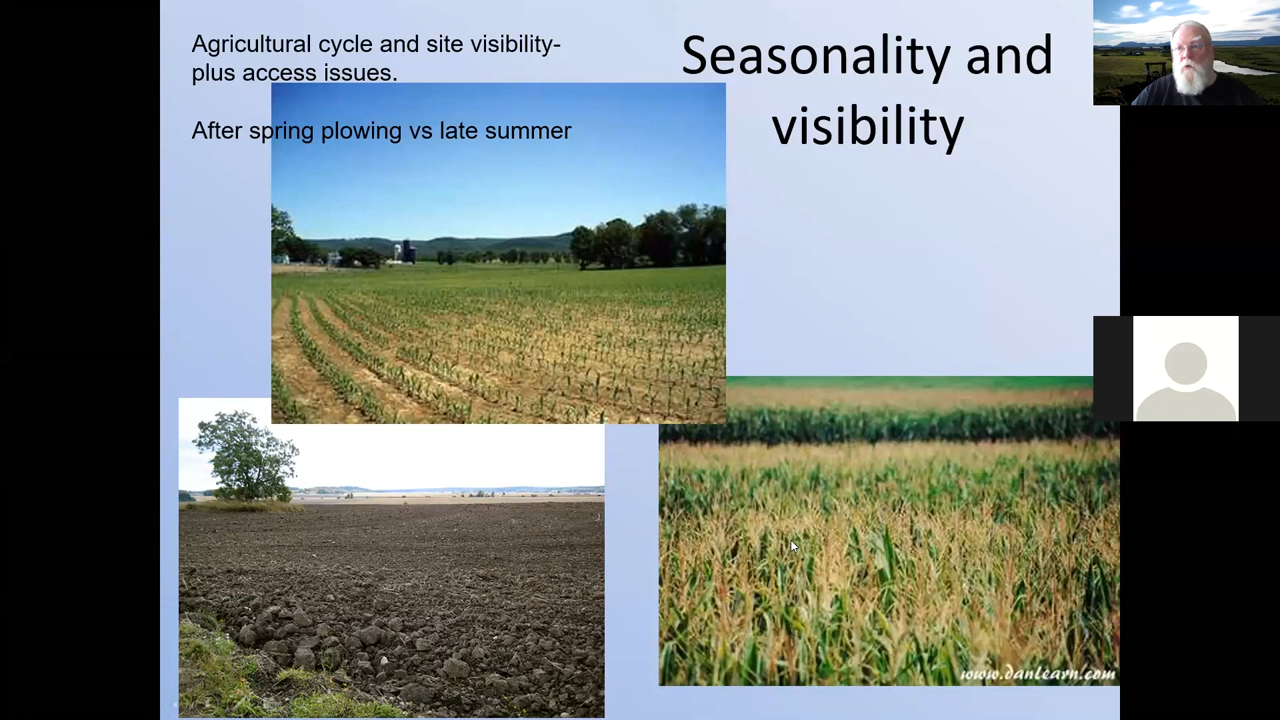 Agricultural cycle and site visibility-
plus access issues.
After spring plowing vs late summer
Seasonality and
visibility
www.danlearn.com